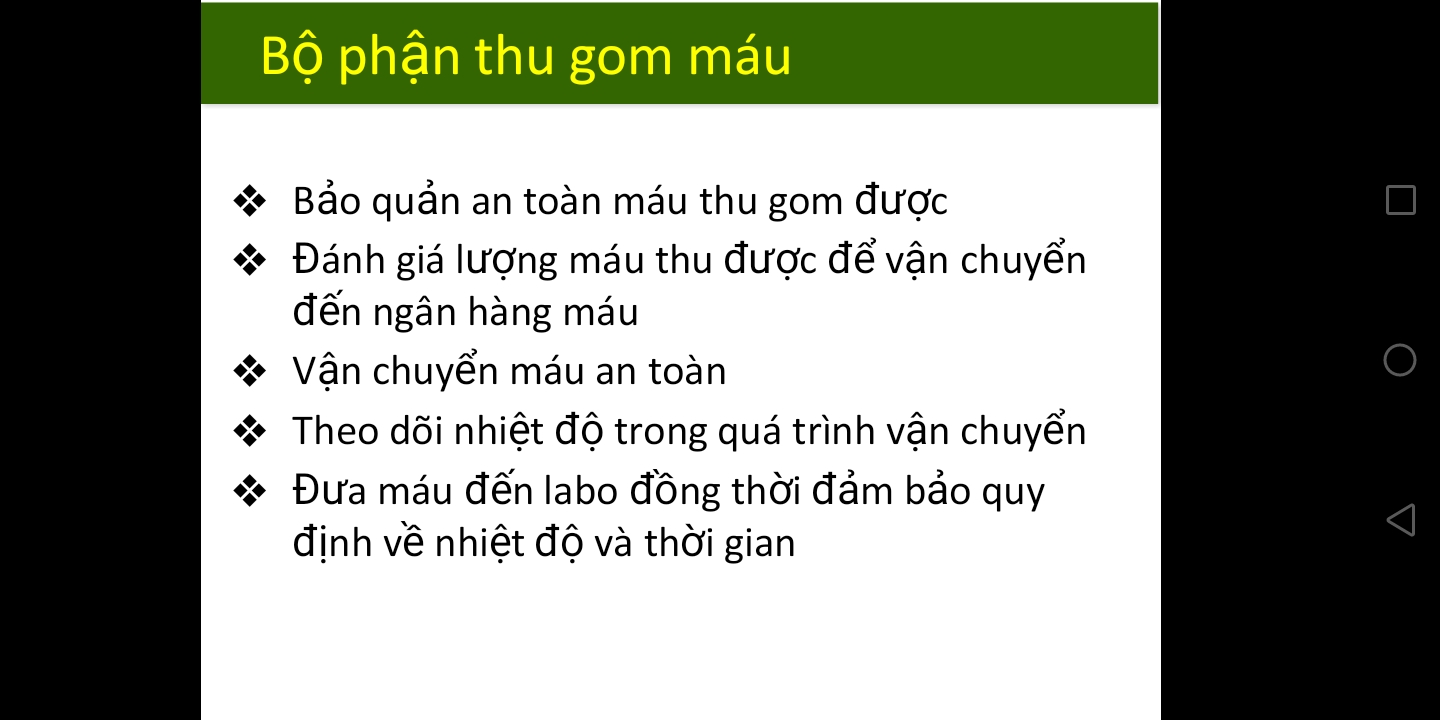 Bộ phận thu gom máu
❖ Bảo quản an toàn máu thu gom được
❖ Đánh giá lượng máu thu được để vận chuyển
đến ngân hàng máu
❖ Vận chuyển máu an toàn
❖ Theo dõi nhiệt độ trong quá trình vận chuyển
❖ Đưa máu đến labo đồng thời đảm bảo quy
định về nhiệt độ và thời gian